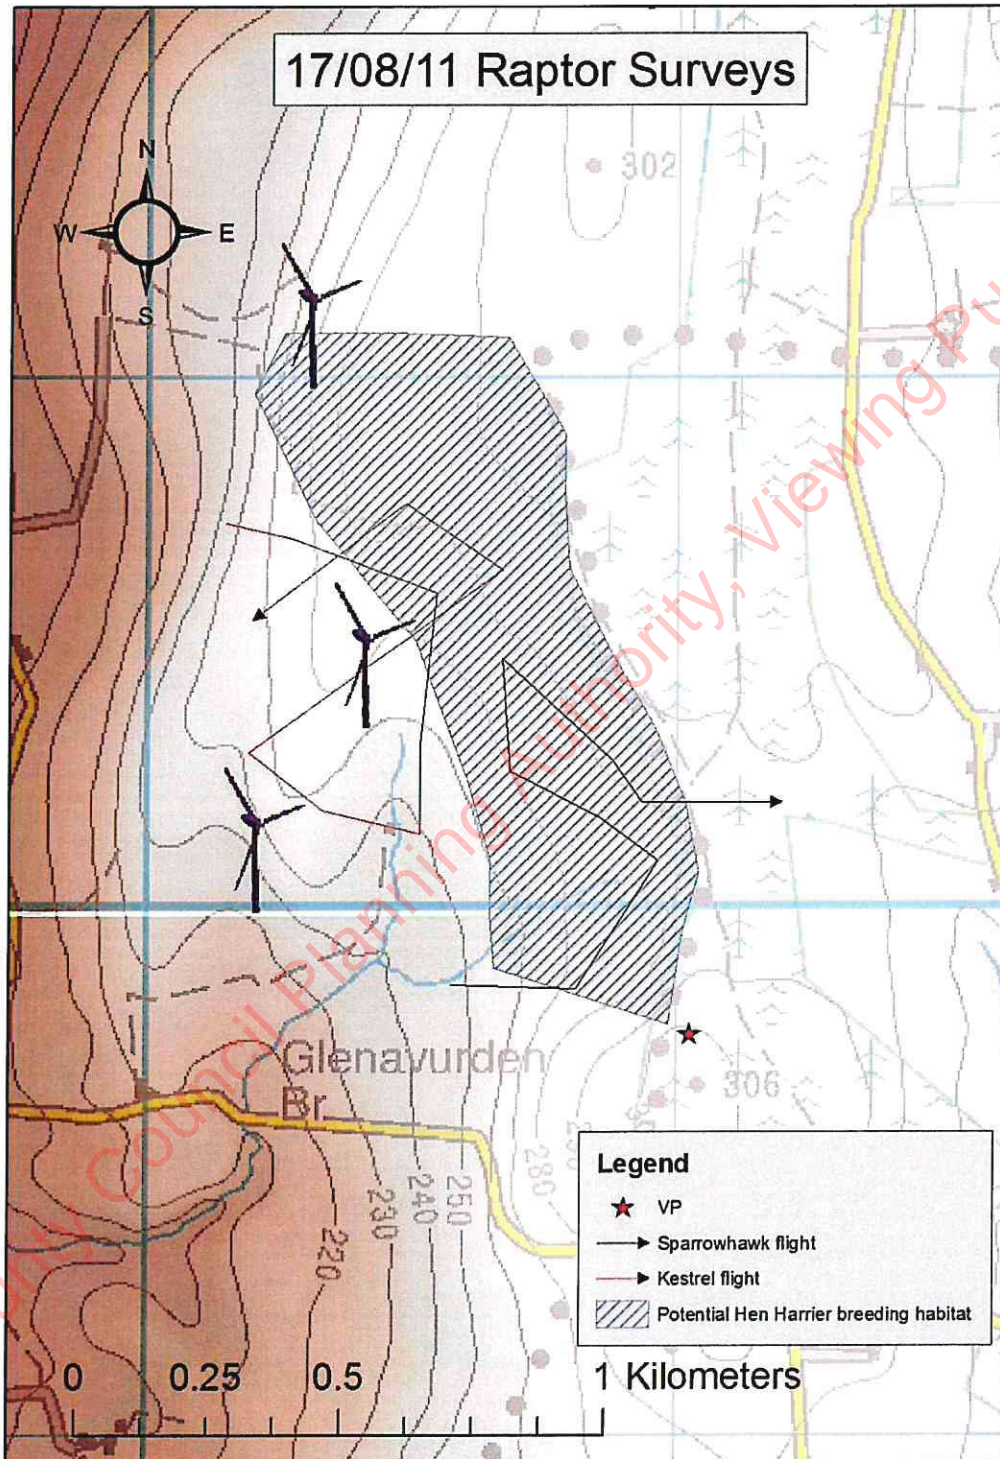 17/08/11 Raptor Surveys
302
N
W
E
S
Glenavurden
Br
306
280
250
240
230
220
Legend
VP
Sparrowhawk flight
Kestrel flight
Potential Hen Harrier breeding habitat
0 0.25 0.5 1 Kilometers
County Council Planning Authority, Viewing Pu